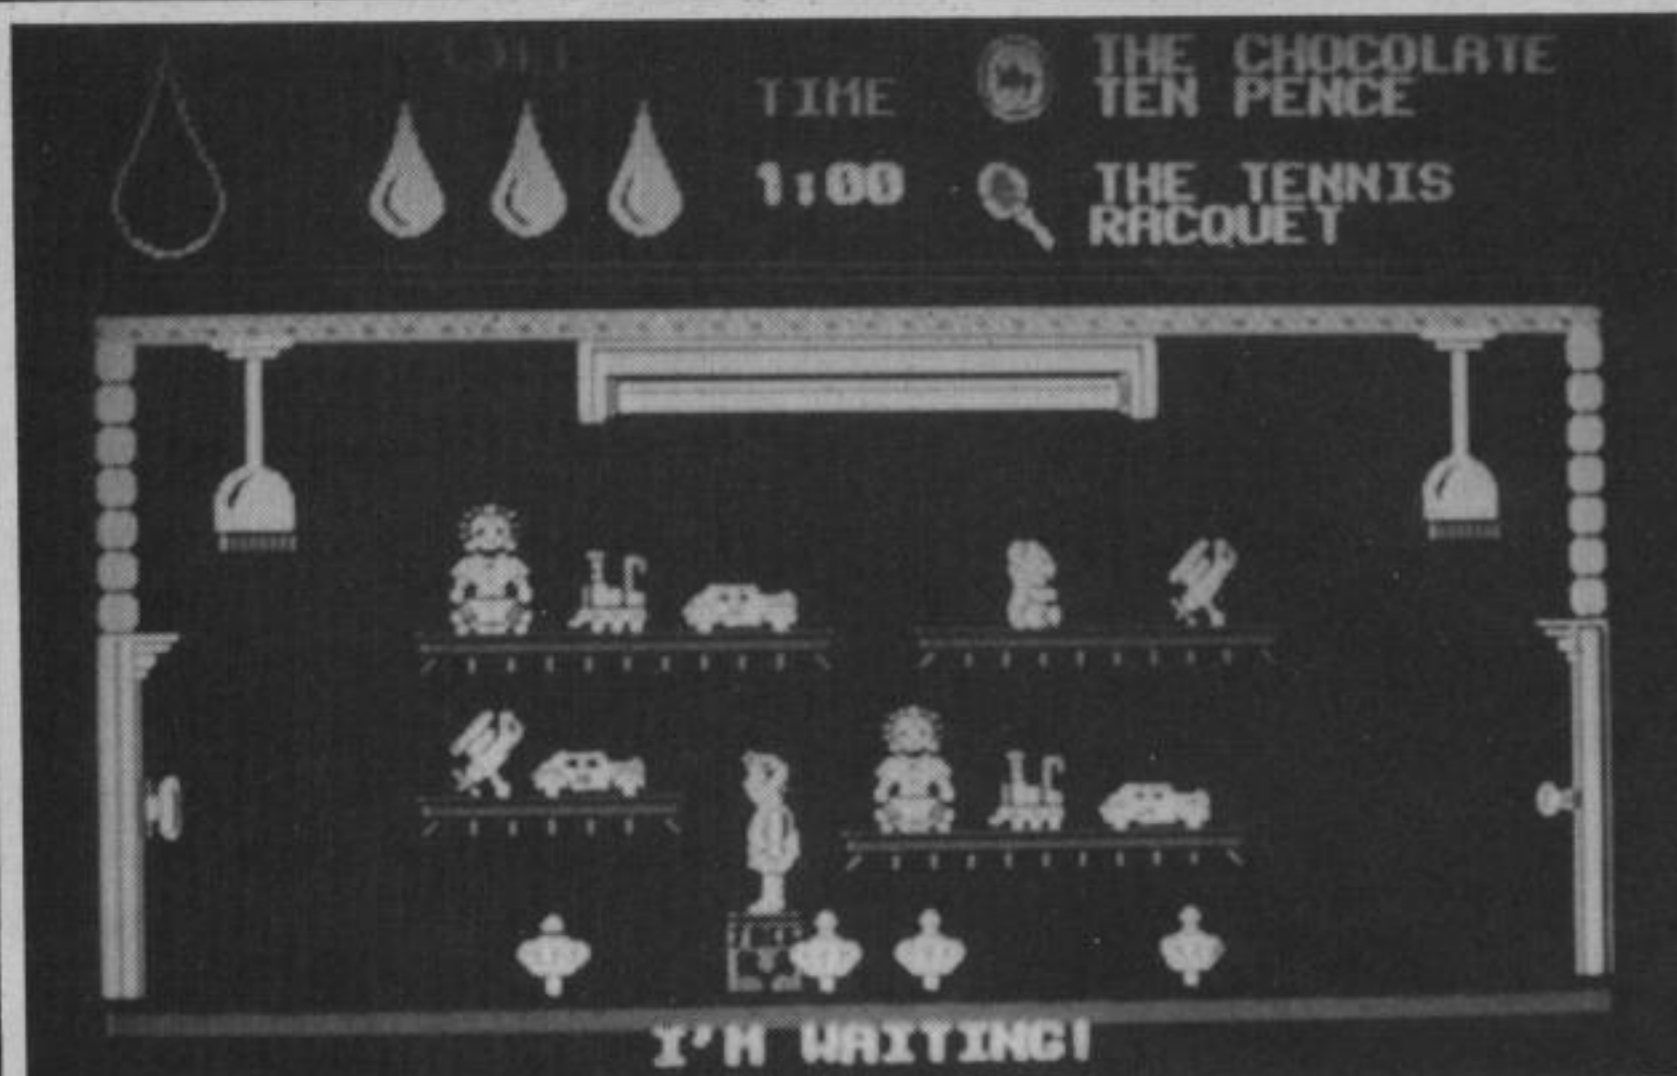 TIME
1:00
THE CHOCOLATE
TEN PENCE
THE TENNIS
RACQUET
I'M WAITING!